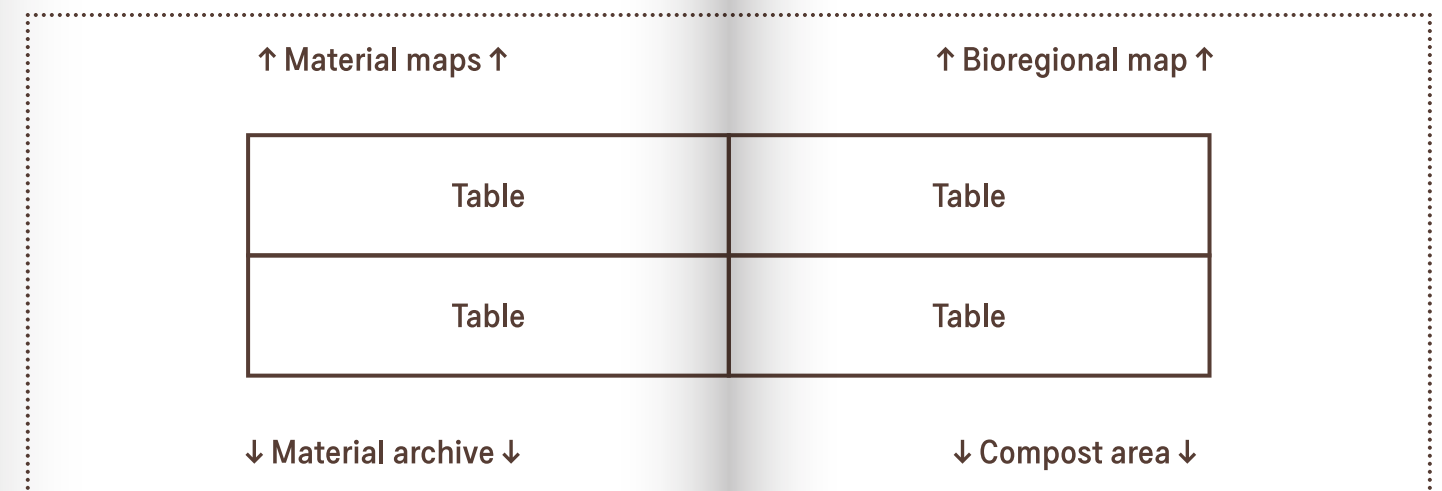 ↑ Material maps ↑
↑ Bioregional map ↑
Table
Table
Table
Table
↓ Material archive ↓
↓ Compost area ↓